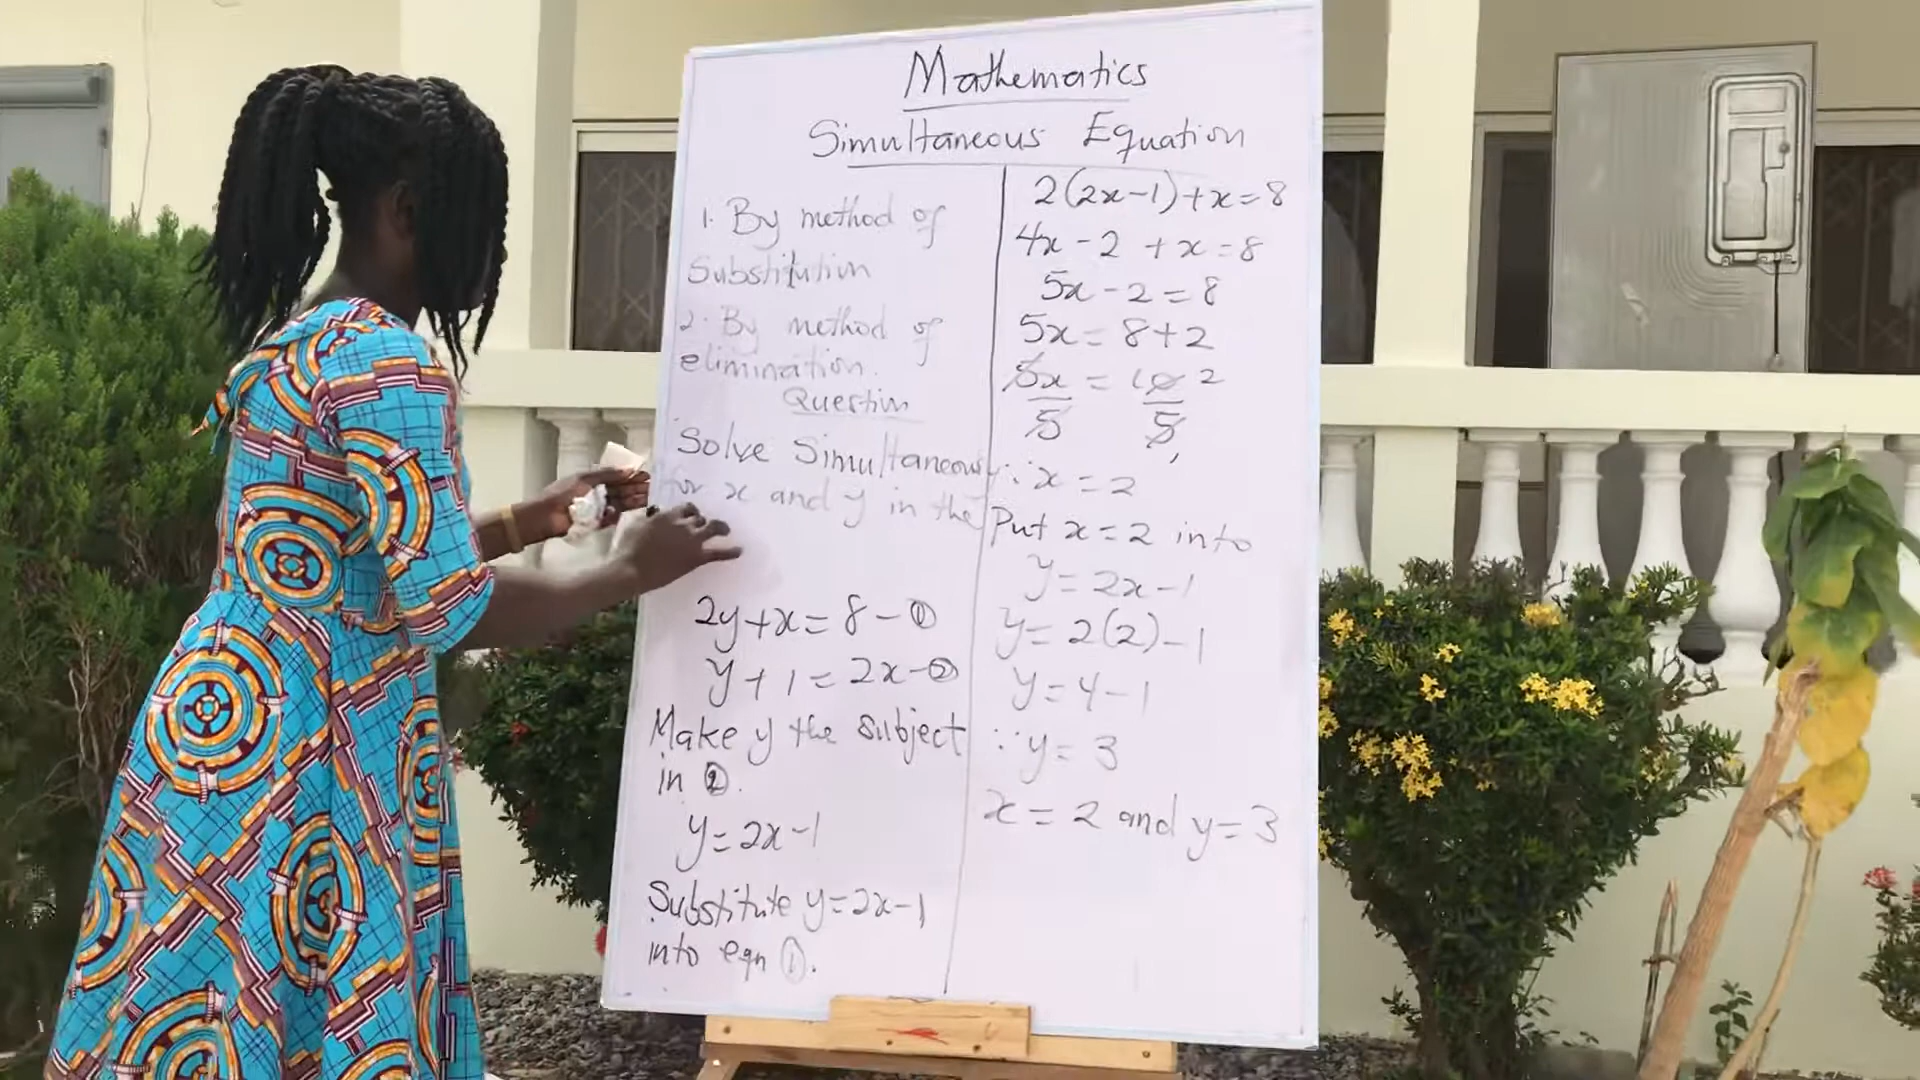 Mathematics
Simultaneous Equation
1. By method of
Substitution
2. By method of
elimination.
Question
Solve Simultaneously
for x and y in the
2y+x=8-①
y+1=2x-②
Make y the subject
in ②.
y=2x-1
Substitute y=2x-1
into eqn ①.
2(2x-1)+x=8
4x-2+x=8
5x-2=8
5x=8+2
5x = 10 2
5 5
∴x=2
Put x=2 into
y=2x-1
y=2(2)-1
y=4-1
∴y=3
x=2 and y=3